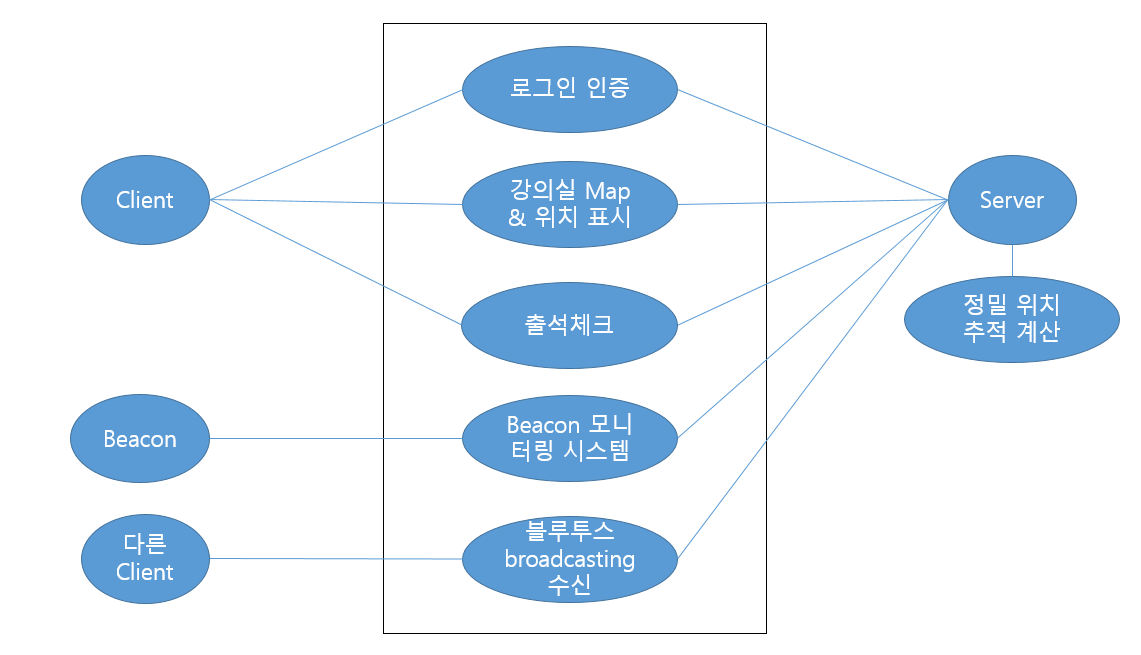 로그인 인증
Client
강의실 Map
& 위치 표시
Server
출석체크
정밀 위치
추적 계산
Beacon
Beacon 모니
터링 시스템
다른
Client
블루투스
broadcasting
수신